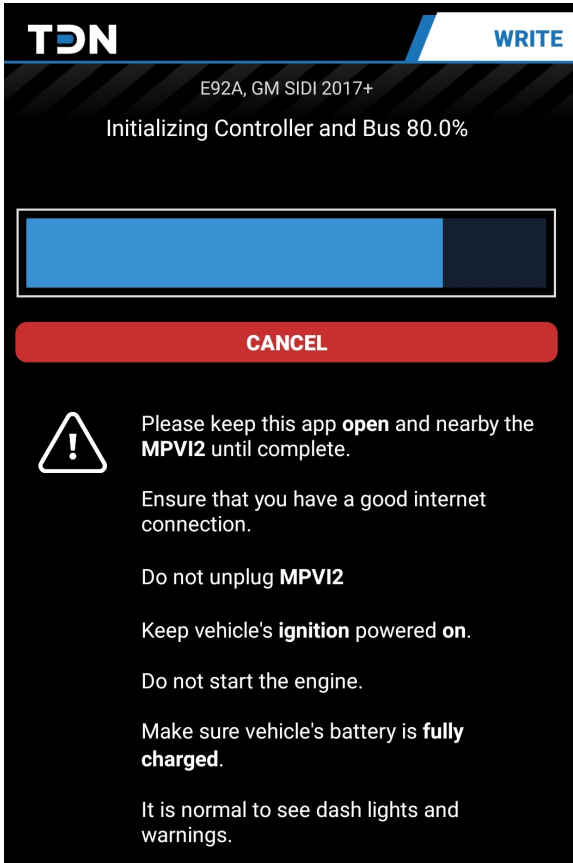 TDN
WRITE
E92A, GM SIDI 2017+
Initializing Controller and Bus 80.0%
CANCEL
!
Please keep this app open and nearby the
MPVI2 until complete.
Ensure that you have a good internet
connection.
Do not unplug MPVI2
Keep vehicle's ignition powered on.
Do not start the engine.
Make sure vehicle's battery is fully
charged.
It is normal to see dash lights and
warnings.